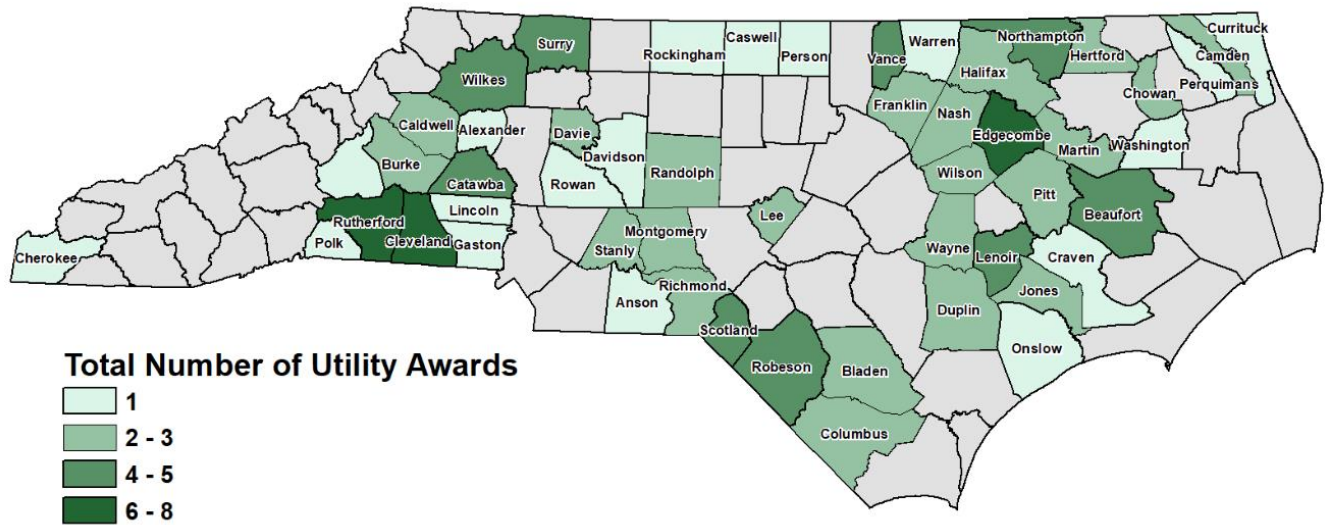 Surry
Rockingham
Caswell
Person
Vance
Warren
Northampton
Hertford
Currituck
Camden
Perquimans
Chowan
Wilkes
Halifax
Franklin
Nash
Edgecombe
Martin
Washington
Caldwell
Alexander
Davie
Davidson
Burke
Catawba
Rowan
Randolph
Wilson
Pitt
Beaufort
Lincoln
Rutherford
Cleveland
Polk
Gaston
Cherokee
Lee
Montgomery
Stanly
Wayne
Lenoir
Craven
Jones
Richmond
Anson
Scotland
Duplin
Onslow
Robeson
Bladen
Columbus
Total Number of Utility Awards
1
2 - 3
4 - 5
6 - 8